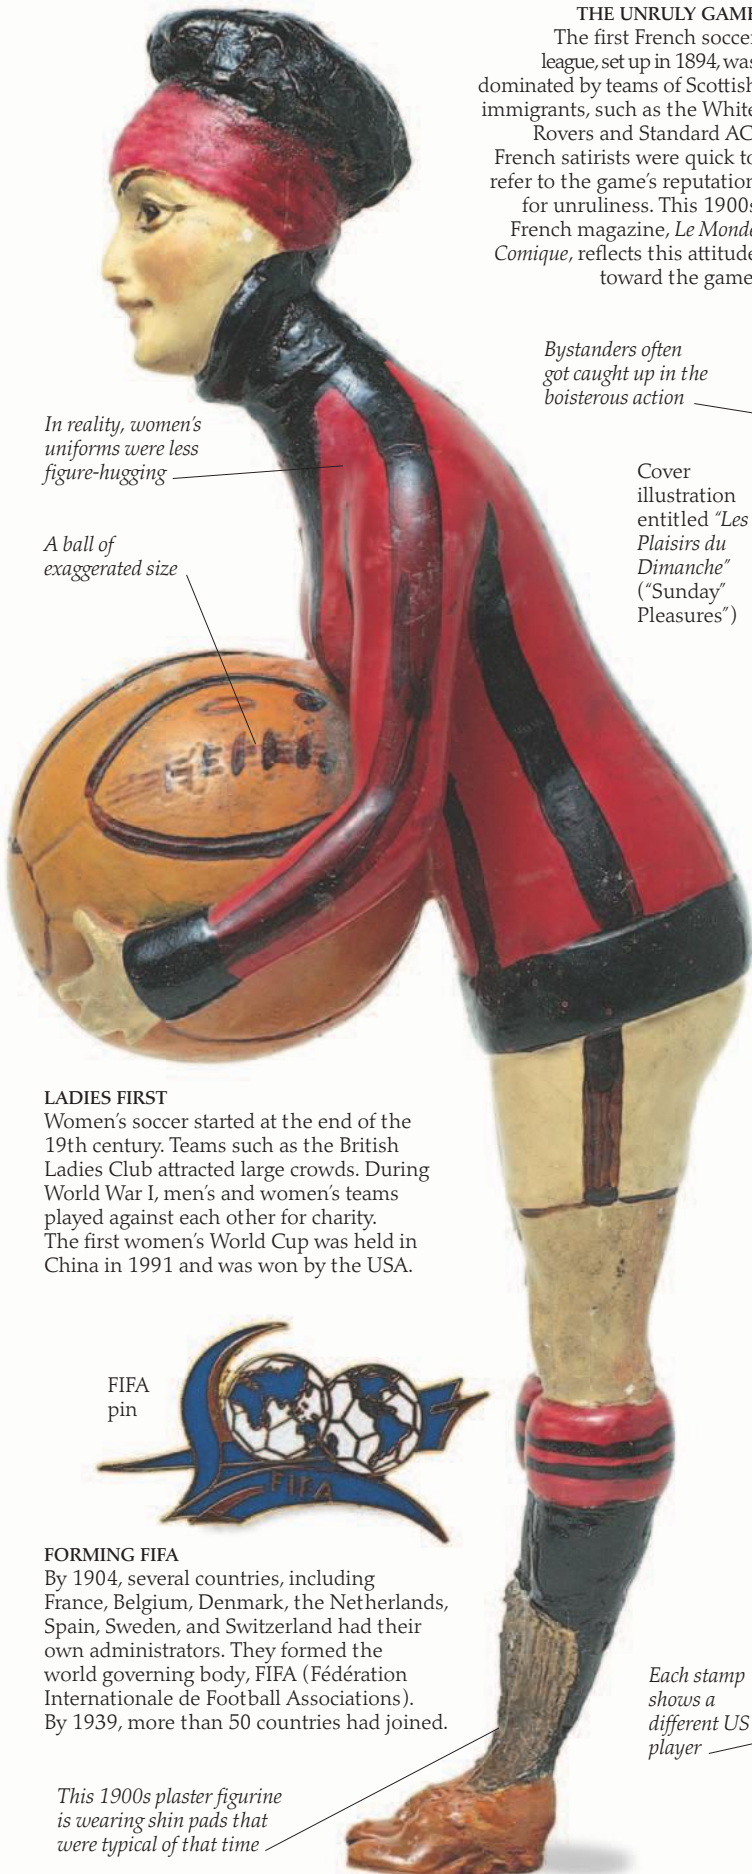 THE UNRULY GAME
The first French soccer
league, set up in 1894, was
dominated by teams of Scottish
immigrants, such as the White
Rovers and Standard AC
French satirists were quick to
refer to the game's reputation
for unruliness. This 1900s
French magazine, Le Monde
Comique, reflects this attitude
toward the game
Bystanders often
got caught up in the
boisterous action
In reality, women's
uniforms were less
figure-hugging
Cover
illustration
entitled "Les
Plaisirs du
Dimanche"
("Sunday"
Pleasures")
A ball of
exaggerated size
LADIES FIRST
Women's soccer started at the end of the
19th century. Teams such as the British
Ladies Club attracted large crowds. During
World War I, men's and women's teams
played against each other for charity.
The first women's World Cup was held in
China in 1991 and was won by the USA.
FIFA
pin
FIFA
FORMING FIFA
By 1904, several countries, including
France, Belgium, Denmark, the Netherlands,
Spain, Sweden, and Switzerland had their
own administrators. They formed the
world governing body, FIFA (Fédération
Internationale de Football Associations).
By 1939, more than 50 countries had joined.
Each stamp
shows a
different US
player
This 1900s plaster figurine
is wearing shin pads that
were typical of that time